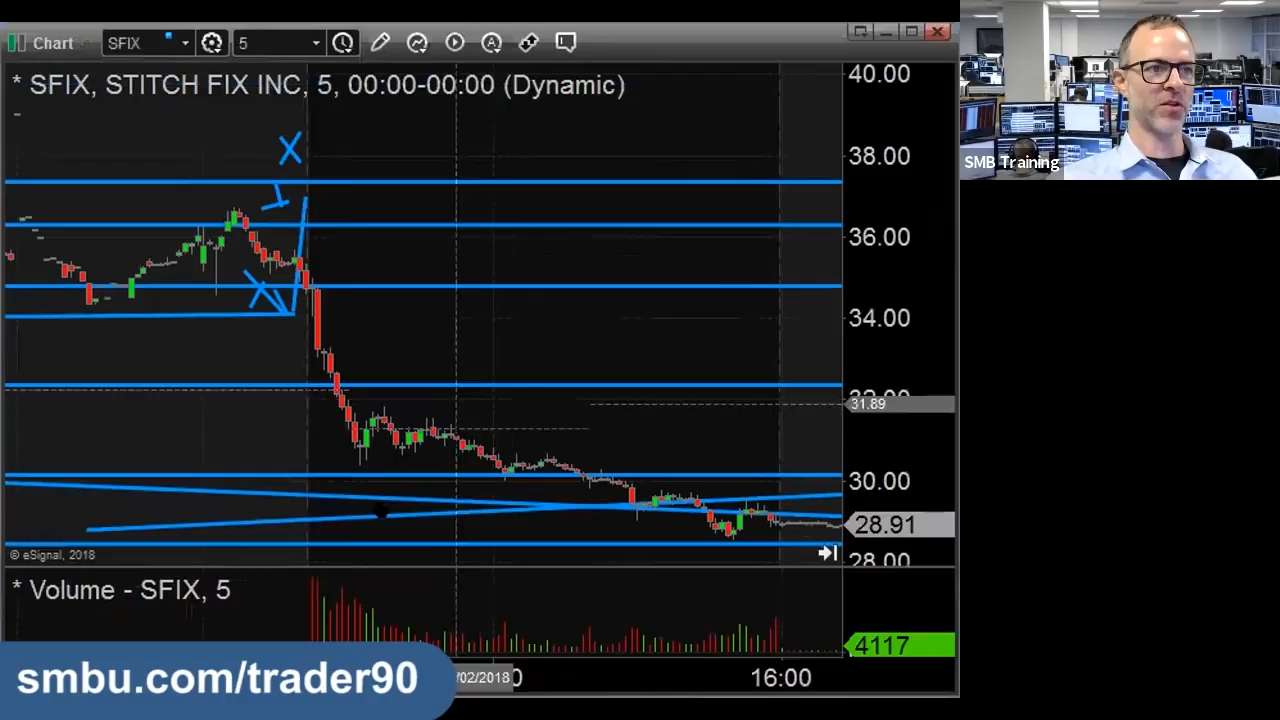 Chart
SFIX
5
* SFIX, STITCH FIX INC, 5, 00:00-00:00 (Dynamic)
40.00
38.00
36.00
34.00
31.89
30.00
28.91
28.00
© eSignal, 2018
* Volume - SFIX, 5
4117
/02/2018
16:00
SMB Training
smbu.com/trader90